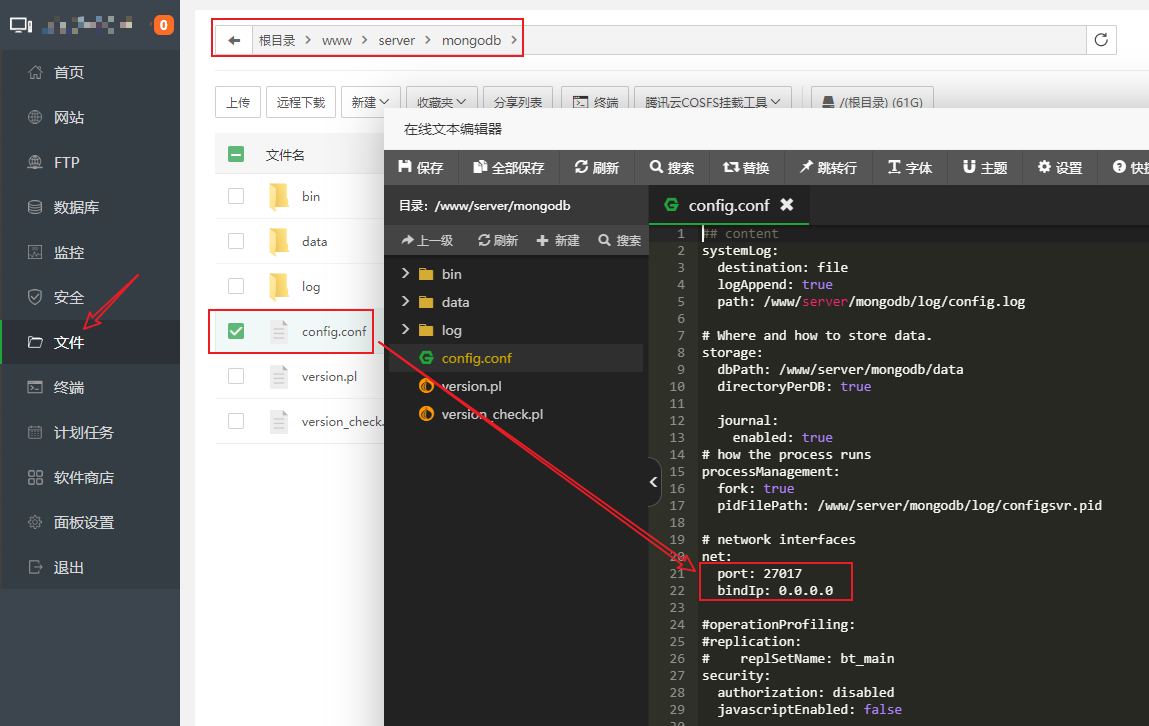 0
首页
网站
FTP
数据库
监控
安全
文件
终端
计划任务
软件商店
面板设置
退出
根目录 > www > server > mongodb >
上传 远程下载 新建 收藏夹 分享列表 终端 腾讯云COSFS挂载工具 /(根目录) (61G)
文件名
bin
data
log
config.conf
version.pl
version_check.
在线文本编辑器
保存 全部保存 刷新 搜索 替换 跳转行 字体 主题 设置 快捷
目录: /www/server/mongodb
上一级 刷新 新建 搜索
bin
data
log
config.conf
version.pl
version_check.pl
config.conf
1 ## content
2 systemLog:
3 destination: file
4 logAppend: true
5 path: /www/server/mongodb/log/config.log
6
7 # Where and how to store data.
8 storage:
9 dbPath: /www/server/mongodb/data
10 directoryPerDB: true
11
12 journal:
13 enabled: true
14 # how the process runs
15 processManagement:
16 fork: true
17 pidFilePath: /www/server/mongodb/log/configsvr.pid
18
19 # network interfaces
20 net:
21 port: 27017
22 bindIp: 0.0.0.0
23
24 #operationProfiling:
25 #replication:
26 # replSetName: bt_main
27 security:
28 authorization: disabled
29 javascriptEnabled: false